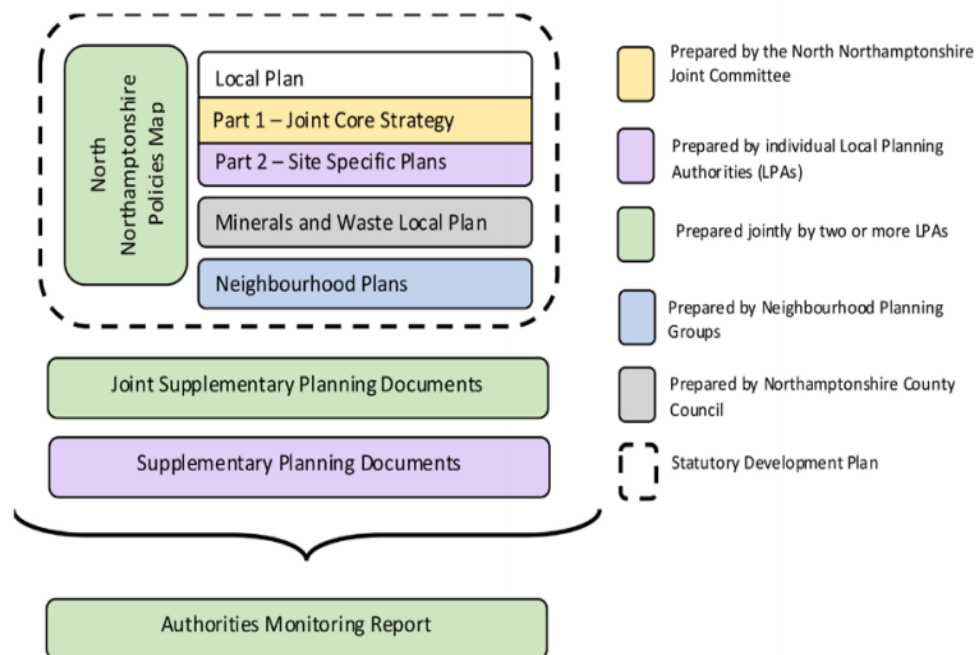 North
Northamptonshire
Policies Map
Local Plan
Part 1 – Joint Core Strategy
Part 2 – Site Specific Plans
Minerals and Waste Local Plan
Neighbourhood Plans
Joint Supplementary Planning Documents
Supplementary Planning Documents
Authorities Monitoring Report
Prepared by the North Northamptonshire
Joint Committee
Prepared by individual Local Planning
Authorities (LPAs)
Prepared jointly by two or more LPAs
Prepared by Neighbourhood Planning
Groups
Prepared by Northamptonshire County
Council
Statutory Development Plan